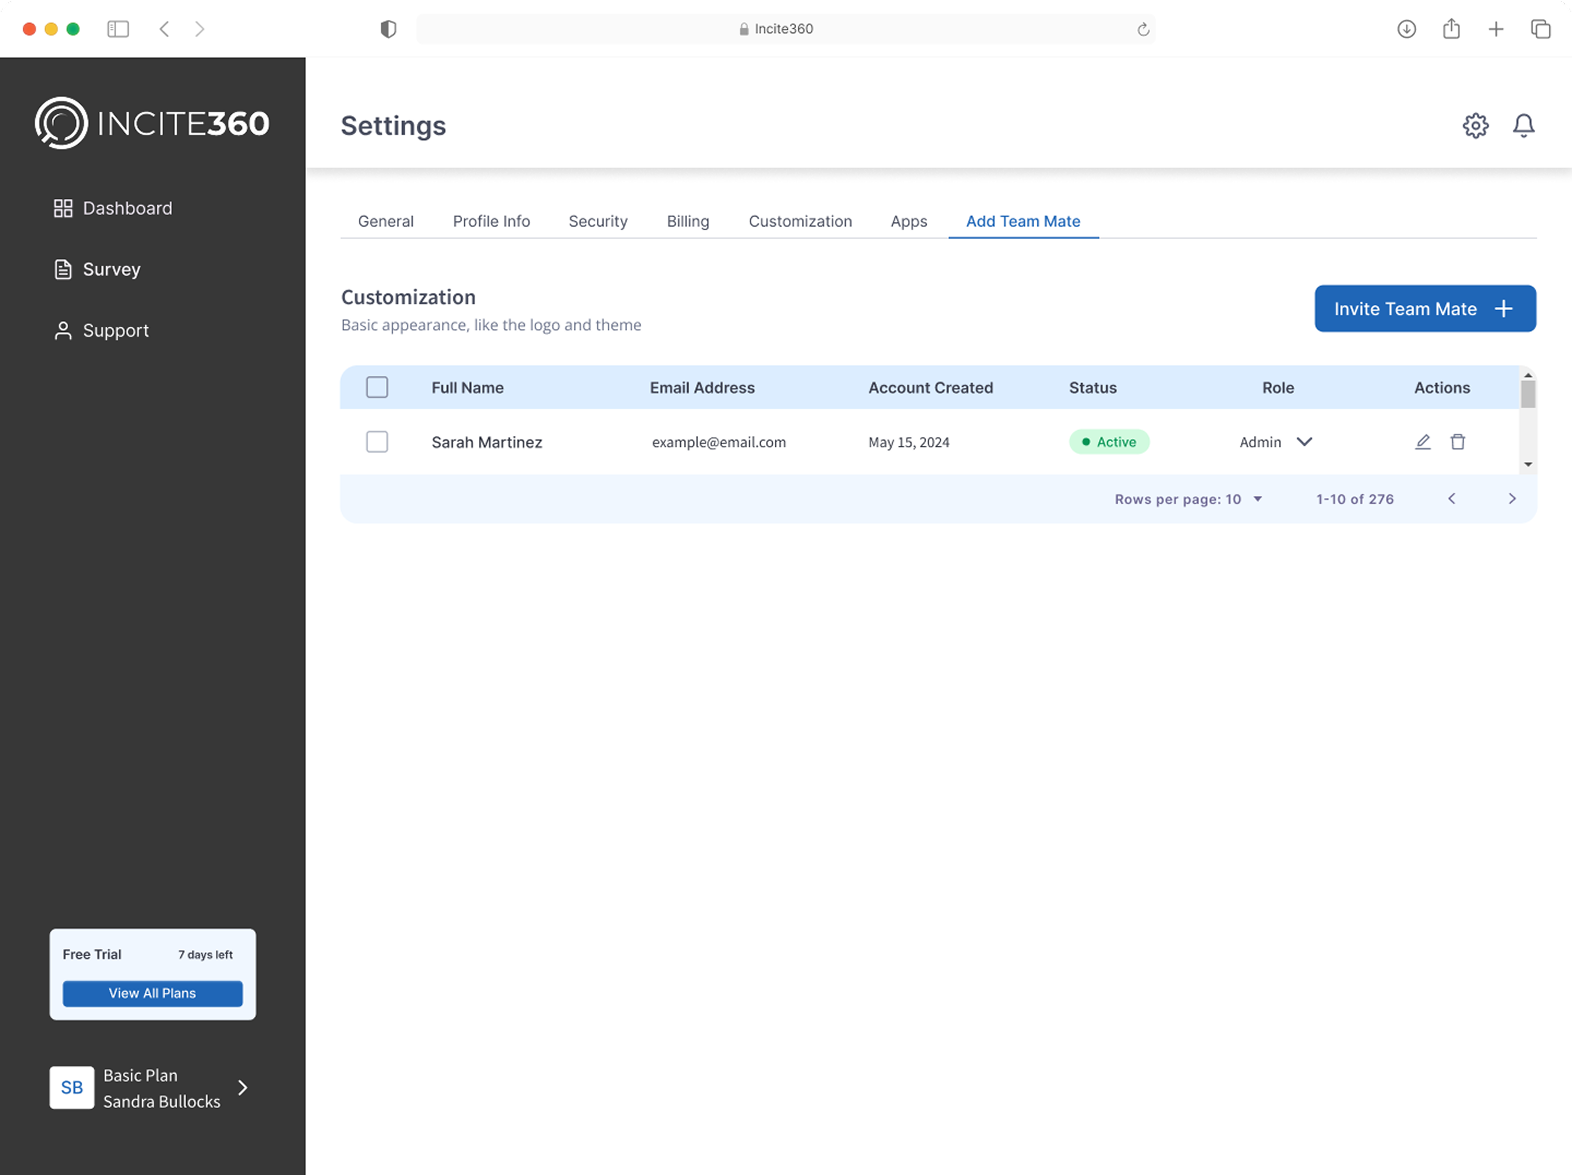 Incite360
INCITE360
Settings
Dashboard
Survey
Support
General Profile Info Security Billing Customization Apps Add Team Mate
Customization
Basic appearance, like the logo and theme
Invite Team Mate
Full Name Email Address Account Created Status Role Actions
Sarah Martinez example@email.com May 15, 2024 Active Admin
Rows per page: 10 1-10 of 276
Free Trial 7 days left
View All Plans
SB
Basic Plan
Sandra Bullocks